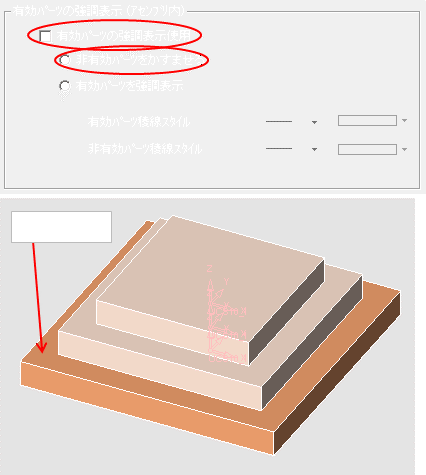 有効パーツの強調表示 (アセンブリ内)
有効パーツの強調表示使用
非有効パーツをかすませ
有効パーツを強調表示
有効パーツ稜線スタイル
非有効パーツ稜線スタイル
Z